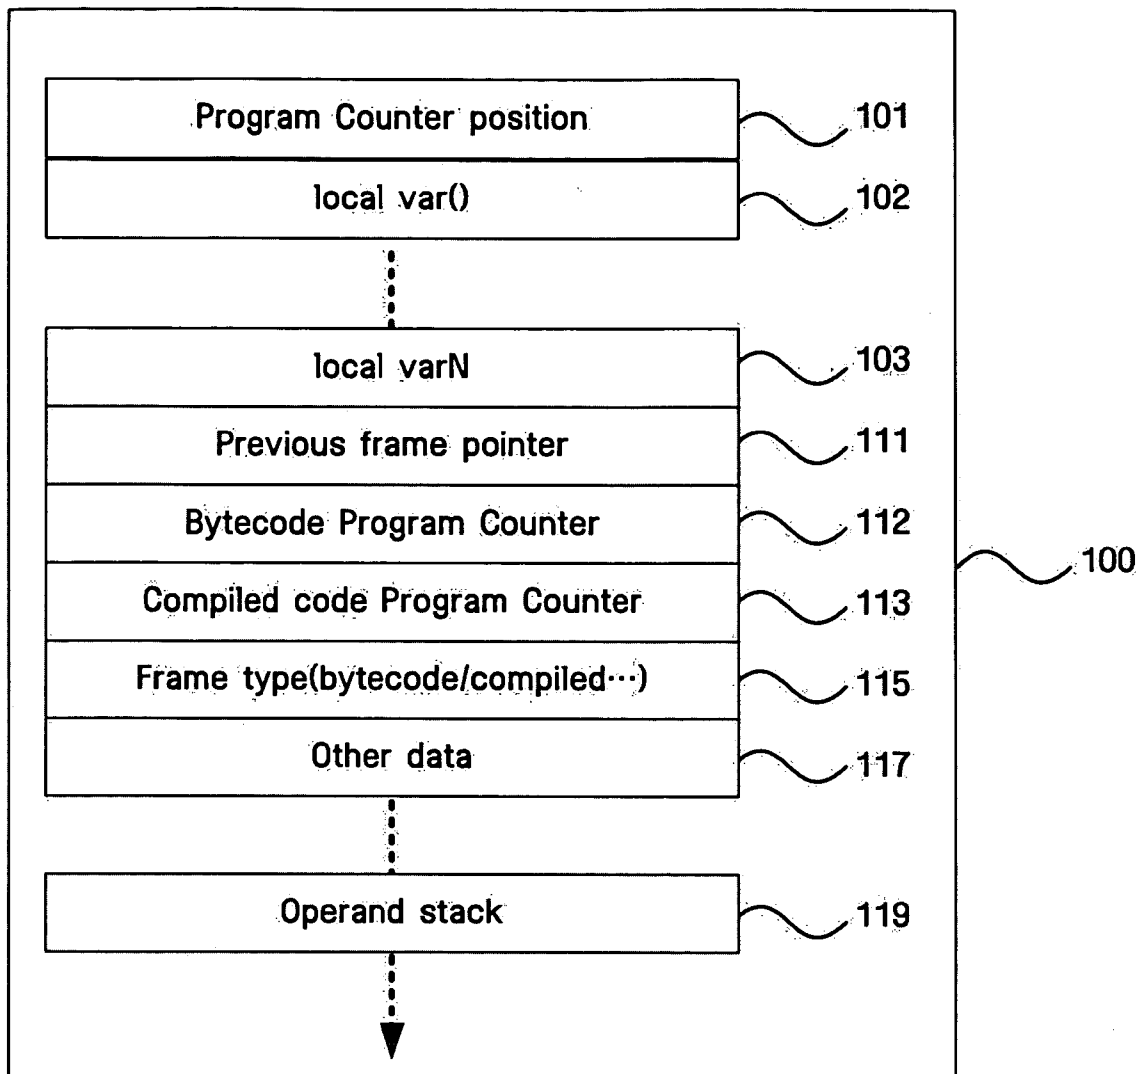 Program Counter position 101
local var() 102
local varN 103
Previous frame pointer 111
Bytecode Program Counter 112
100
Compiled code Program Counter 113
Frame type(bytecode/compiled···) 115
Other data 117
Operand stack 119